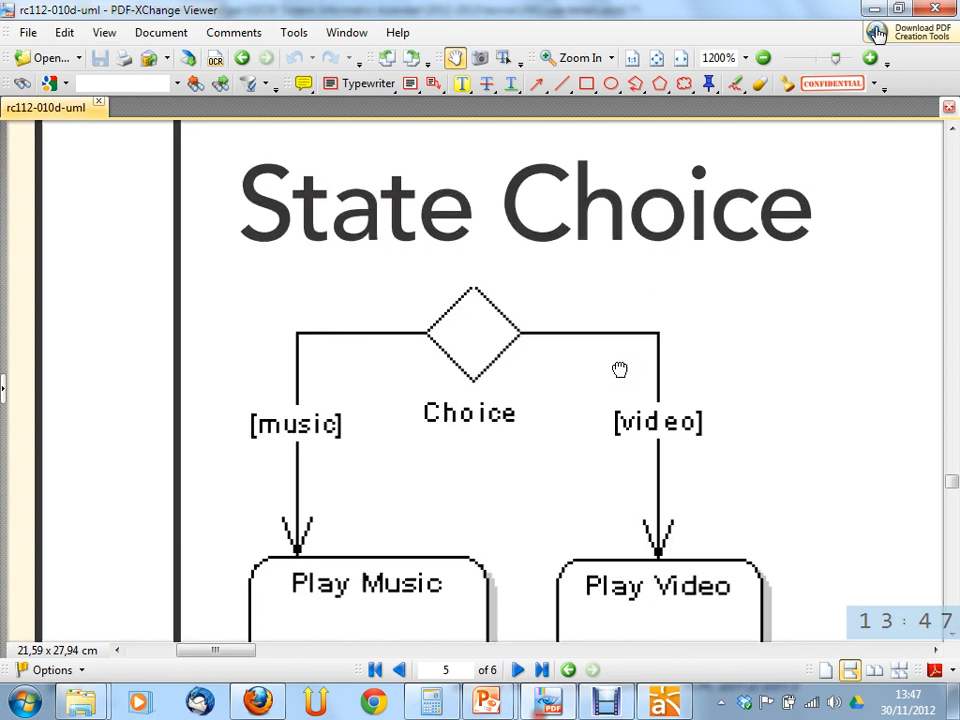 rc112-010d-uml - PDF-XChange Viewer
File Edit View Document Comments Tools Window Help
Download PDF
Creation Tools
Open... OCR Zoom In 1200%
Typewriter CONFIDENTIAL
rc112-010d-uml
State Choice
Choice
[music] [video]
Play Music Play Video
13:47
21,59 x 27,94 cm
Options 5 of 6
PDF
13:47
30/11/2012